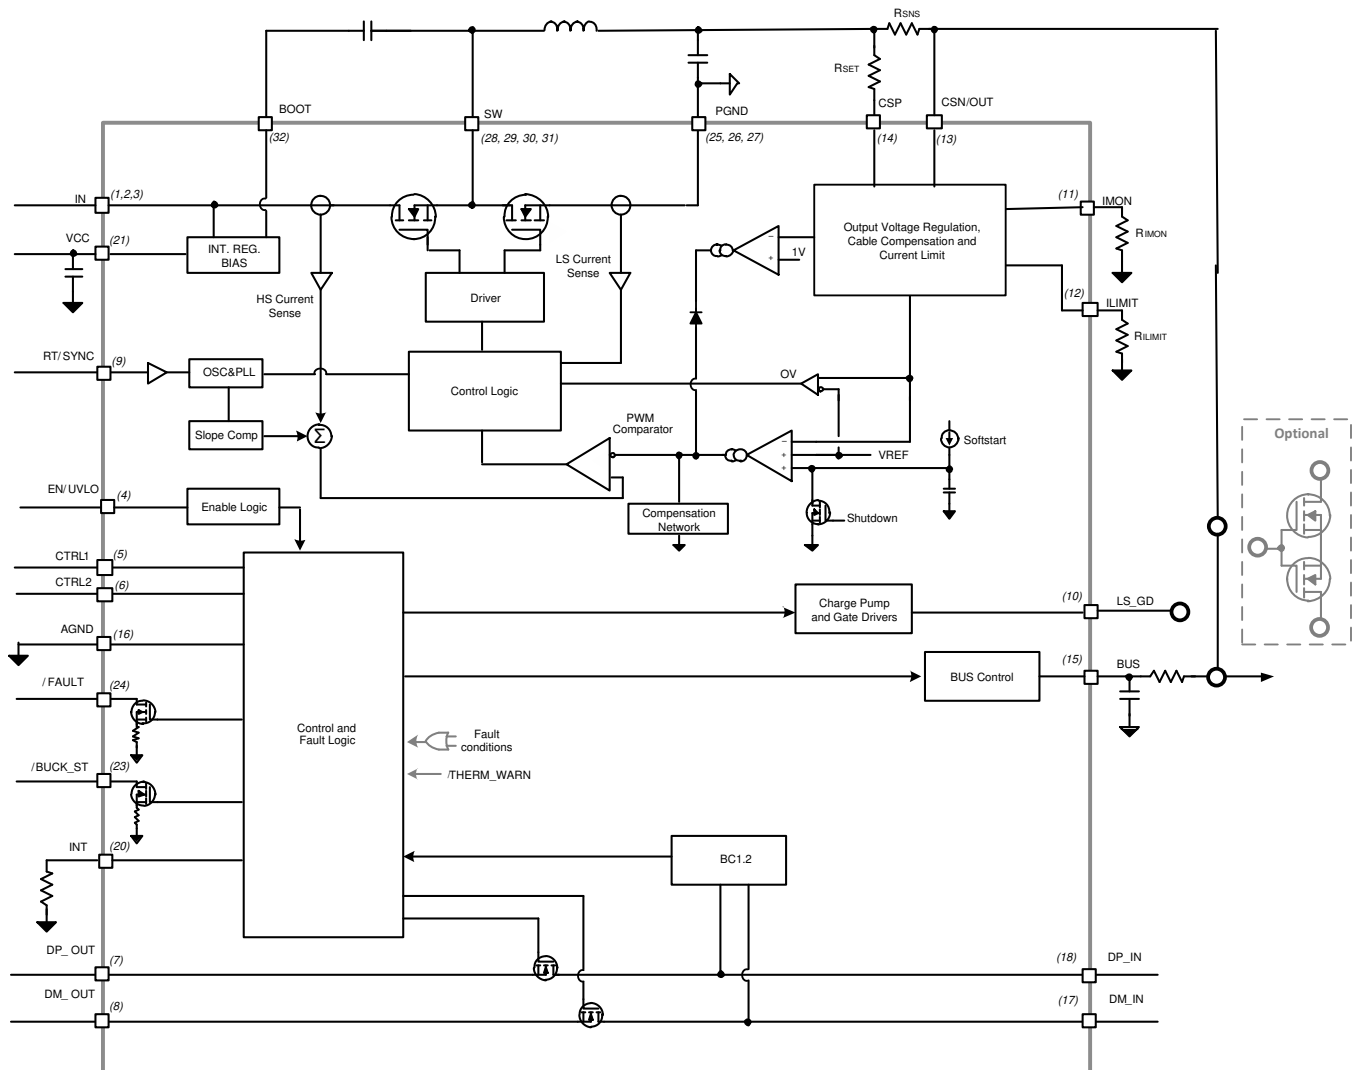 RSNS
RSET
BOOT
SW
PGND
CSP
CSN/OUT
(32)
(28, 29, 30, 31)
(25, 26, 27)
(14)
(13)
IN
(1,2,3)
(11)
IMON
VCC
(21)
INT. REG.
BIAS
HS Current
Sense
LS Current
Sense
Driver
1V
Output Voltage Regulation,
Cable Compensation and
Current Limit
RIMON
(12)
ILIMIT
RILIMIT
RT/SYNC
(9)
OSC&PLL
Control Logic
OV
Slope Comp
Σ
PWM
Comparator
VREF
Softstart
Optional
EN/UVLO
(4)
Enable Logic
Compensation
Network
Shutdown
CTRL1
(5)
CTRL2
(6)
Charge Pump
and Gate Drivers
(10)
LS_GD
AGND
(16)
(15)
BUS
BUS Control
/FAULT
(24)
Control and
Fault Logic
Fault
conditions
/THERM_WARN
/BUCK_ST
(23)
INT
(20)
BC1.2
DP_OUT
(7)
(18)
DP_IN
DM_OUT
(8)
(17)
DM_IN